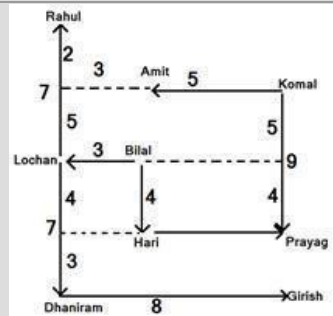 Rahul
2
3 Amit 5 Komal
7
5 5
Lochan 3 Bilal 9
4 4 4
7
Hari Prayag
3
Dhaniram 8 Girish